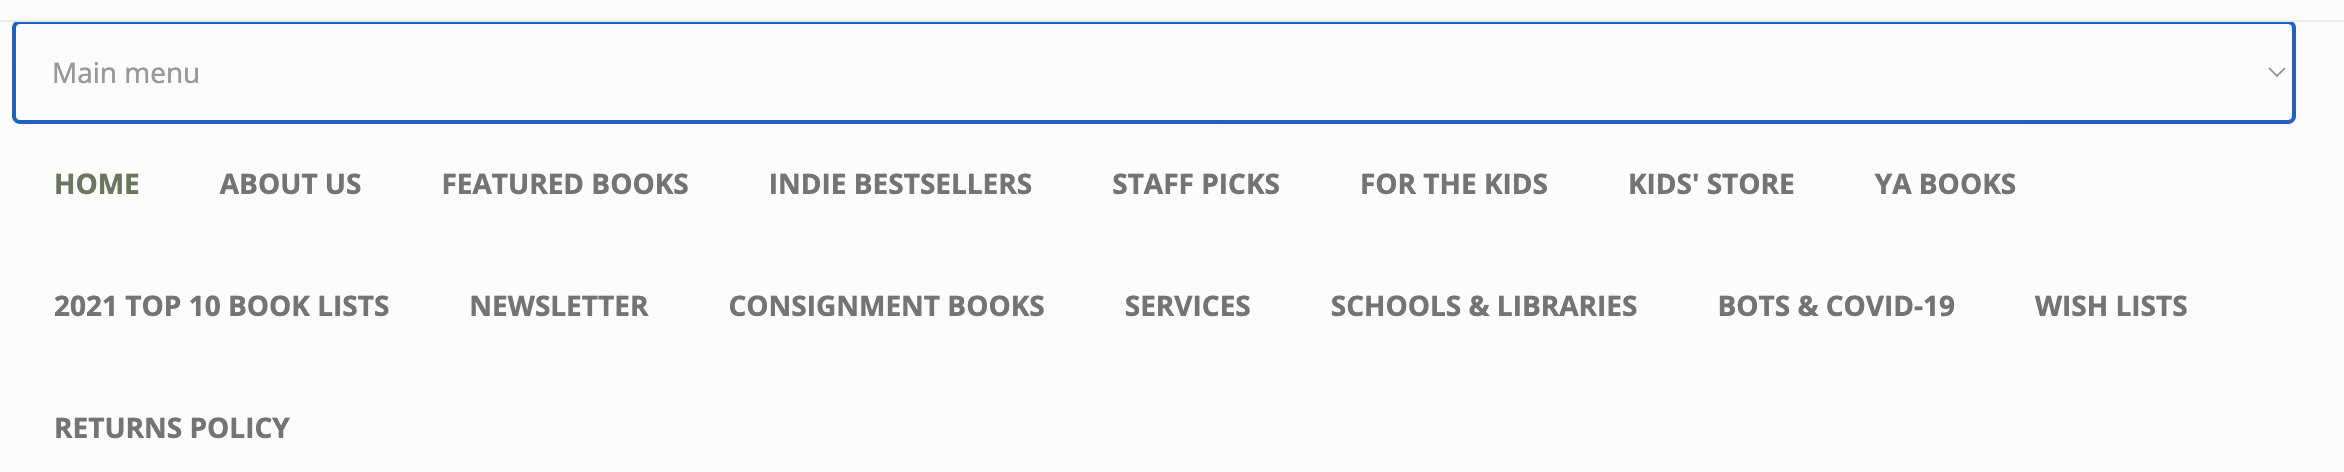 Main menu
HOME ABOUT US FEATURED BOOKS INDIE BESTSELLERS STAFF PICKS FOR THE KIDS KIDS' STORE YA BOOKS
2021 TOP 10 BOOK LISTS NEWSLETTER CONSIGNMENT BOOKS SERVICES SCHOOLS & LIBRARIES BOTS & COVID-19 WISH LISTS
RETURNS POLICY